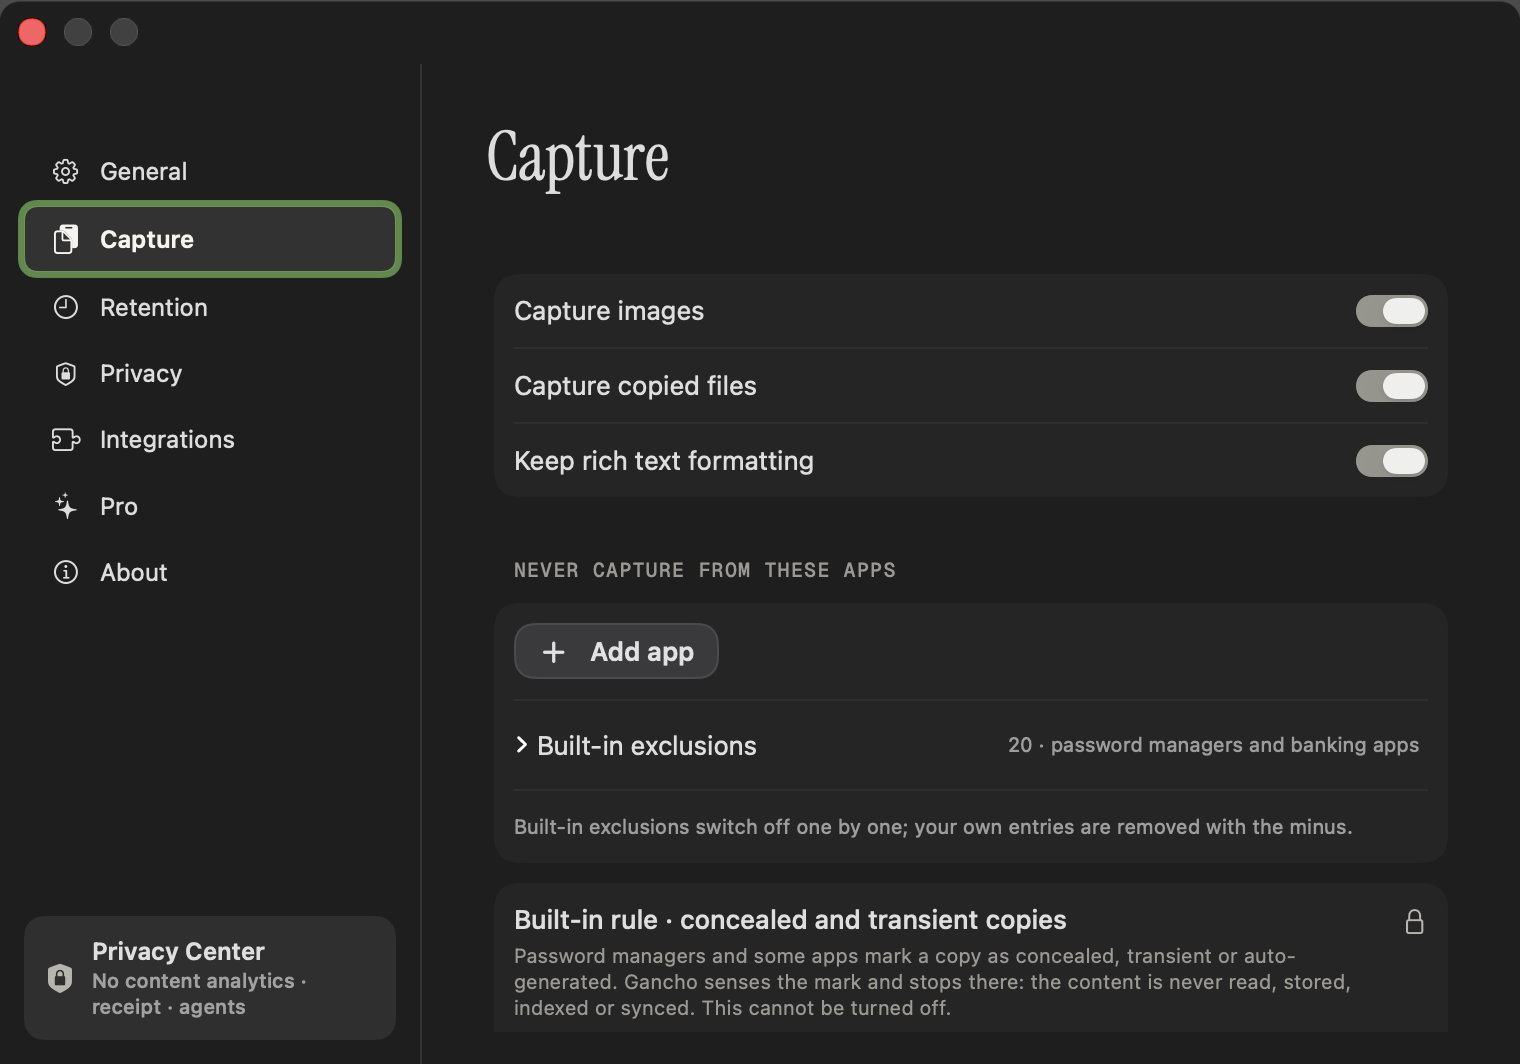 General
Capture
Retention
Privacy
Integrations
Pro
About
Privacy Center
No content analytics ·
receipt · agents
Capture
Capture images
Capture copied files
Keep rich text formatting
NEVER CAPTURE FROM THESE APPS
+ Add app
Built-in exclusions 20 · password managers and banking apps
Built-in exclusions switch off one by one; your own entries are removed with the minus.
Built-in rule · concealed and transient copies
Password managers and some apps mark a copy as concealed, transient or auto-
generated. Gancho senses the mark and stops there: the content is never read, stored,
indexed or synced. This cannot be turned off.